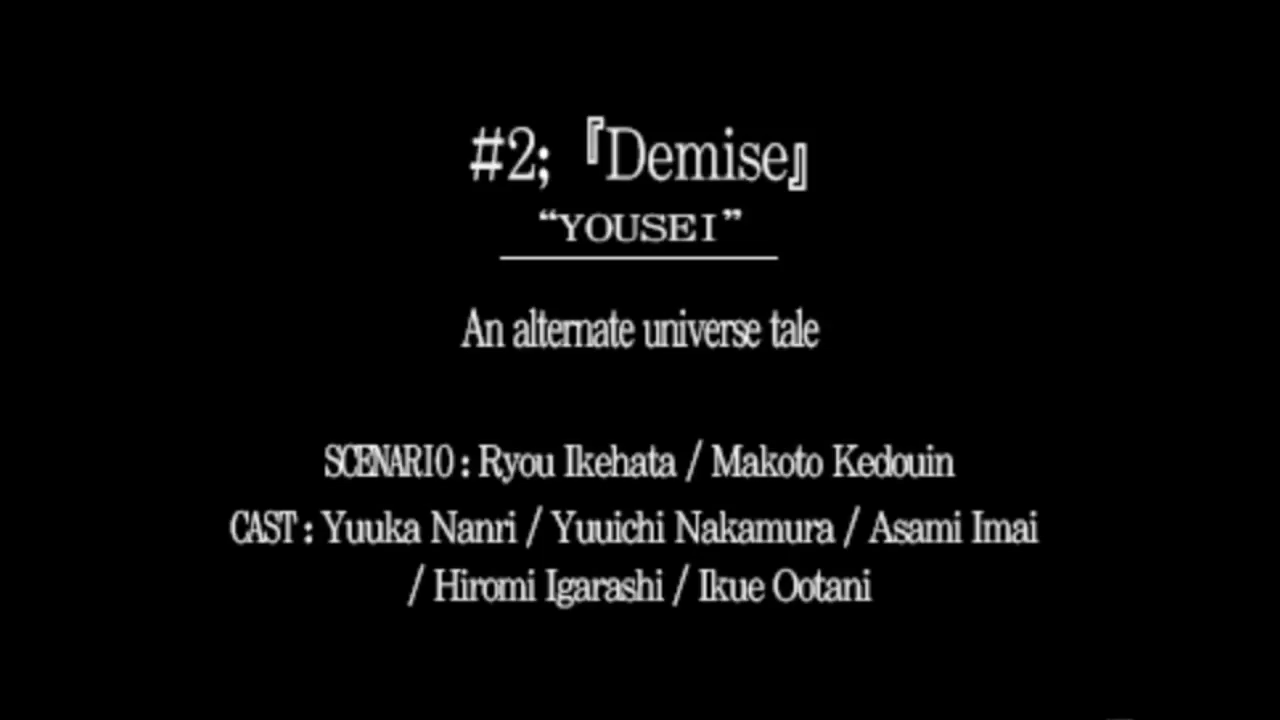 #2; 『Demise』
“YOUSEI”
An alternate universe tale
SCENARIO : Ryou Ikehata / Makoto Kedouin
CAST : Yuuka Nanri / Yuuichi Nakamura / Asami Imai
/ Hiromi Igarashi / Ikue Ootani